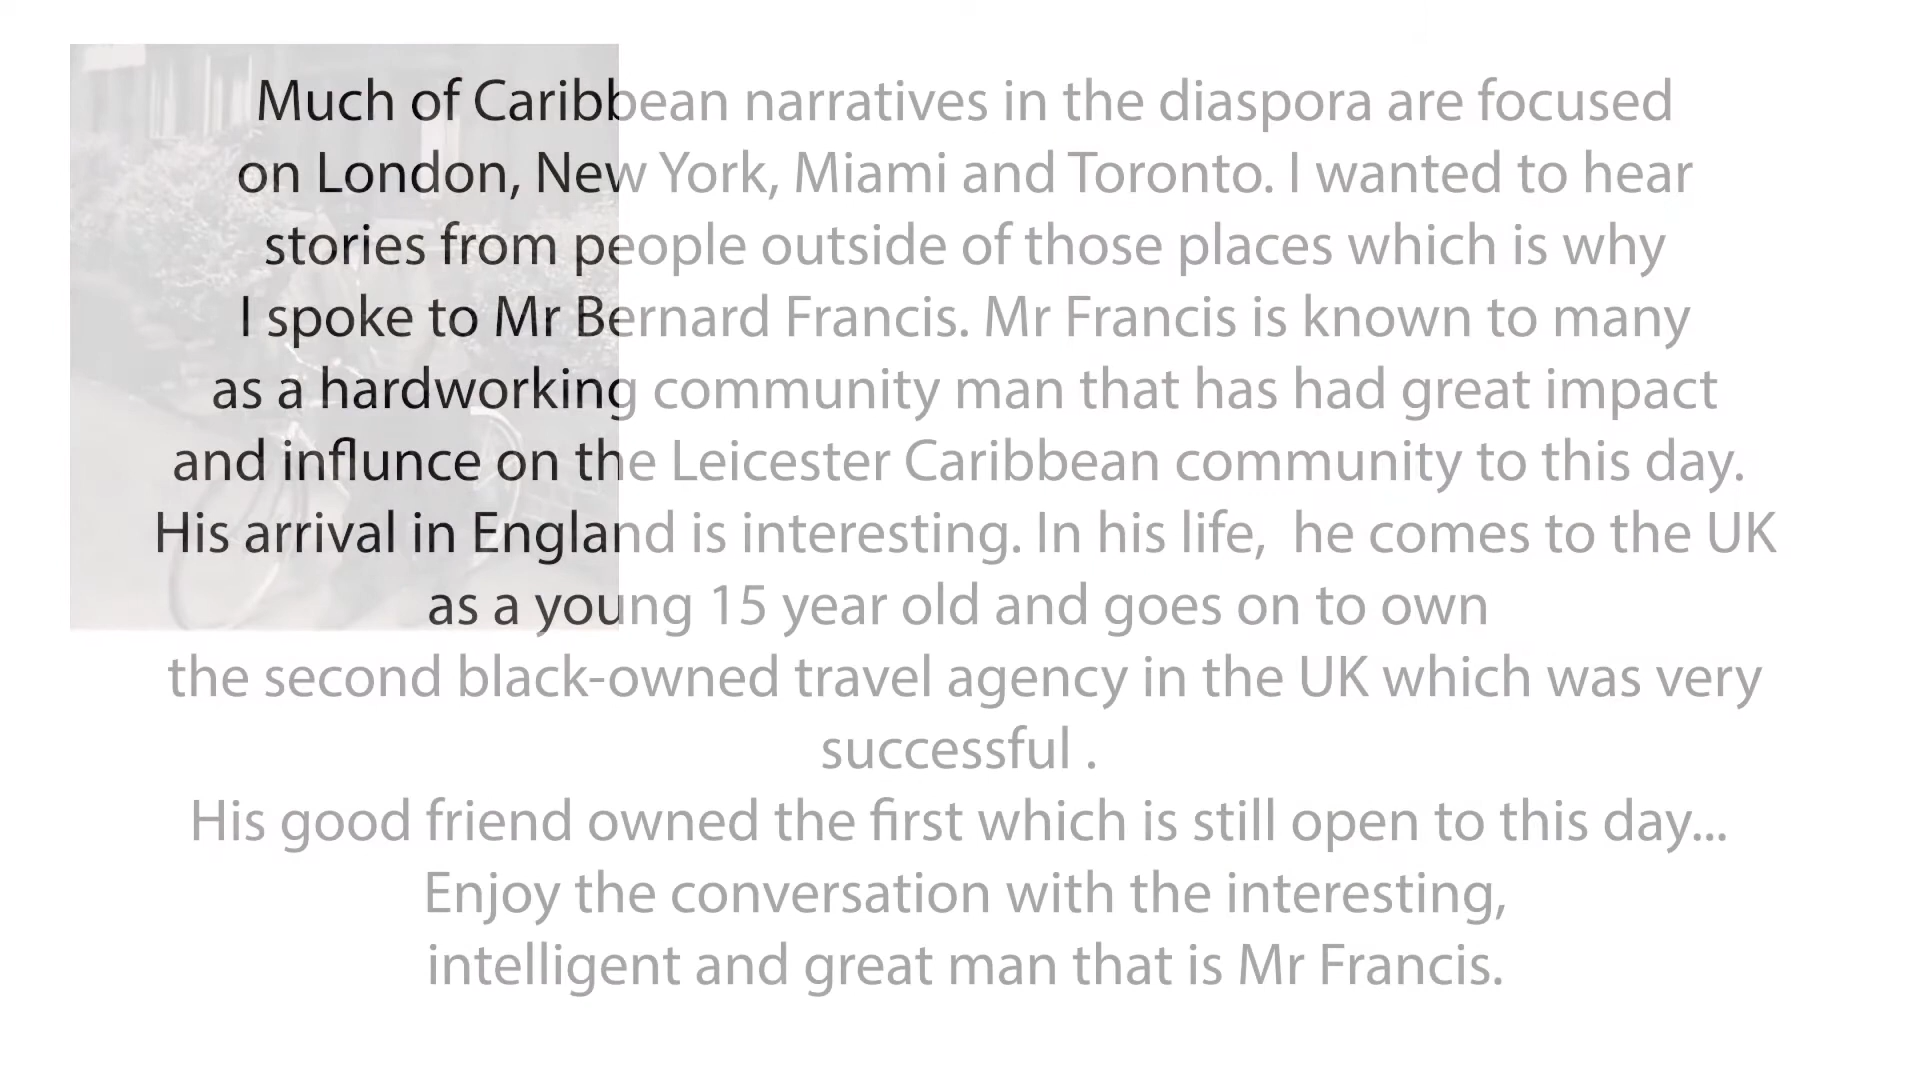 Much of Caribbean narratives in the diaspora are focused
on London, New York, Miami and Toronto. I wanted to hear
stories from people outside of those places which is why
I spoke to Mr Bernard Francis. Mr Francis is known to many
as a hardworking community man that has had great impact
and influnce on the Leicester Caribbean community to this day.
His arrival in England is interesting. In his life,  he comes to the UK
as a young 15 year old and goes on to own
the second black-owned travel agency in the UK which was very
successful .
His good friend owned the first which is still open to this day...
Enjoy the conversation with the interesting,
intelligent and great man that is Mr Francis.